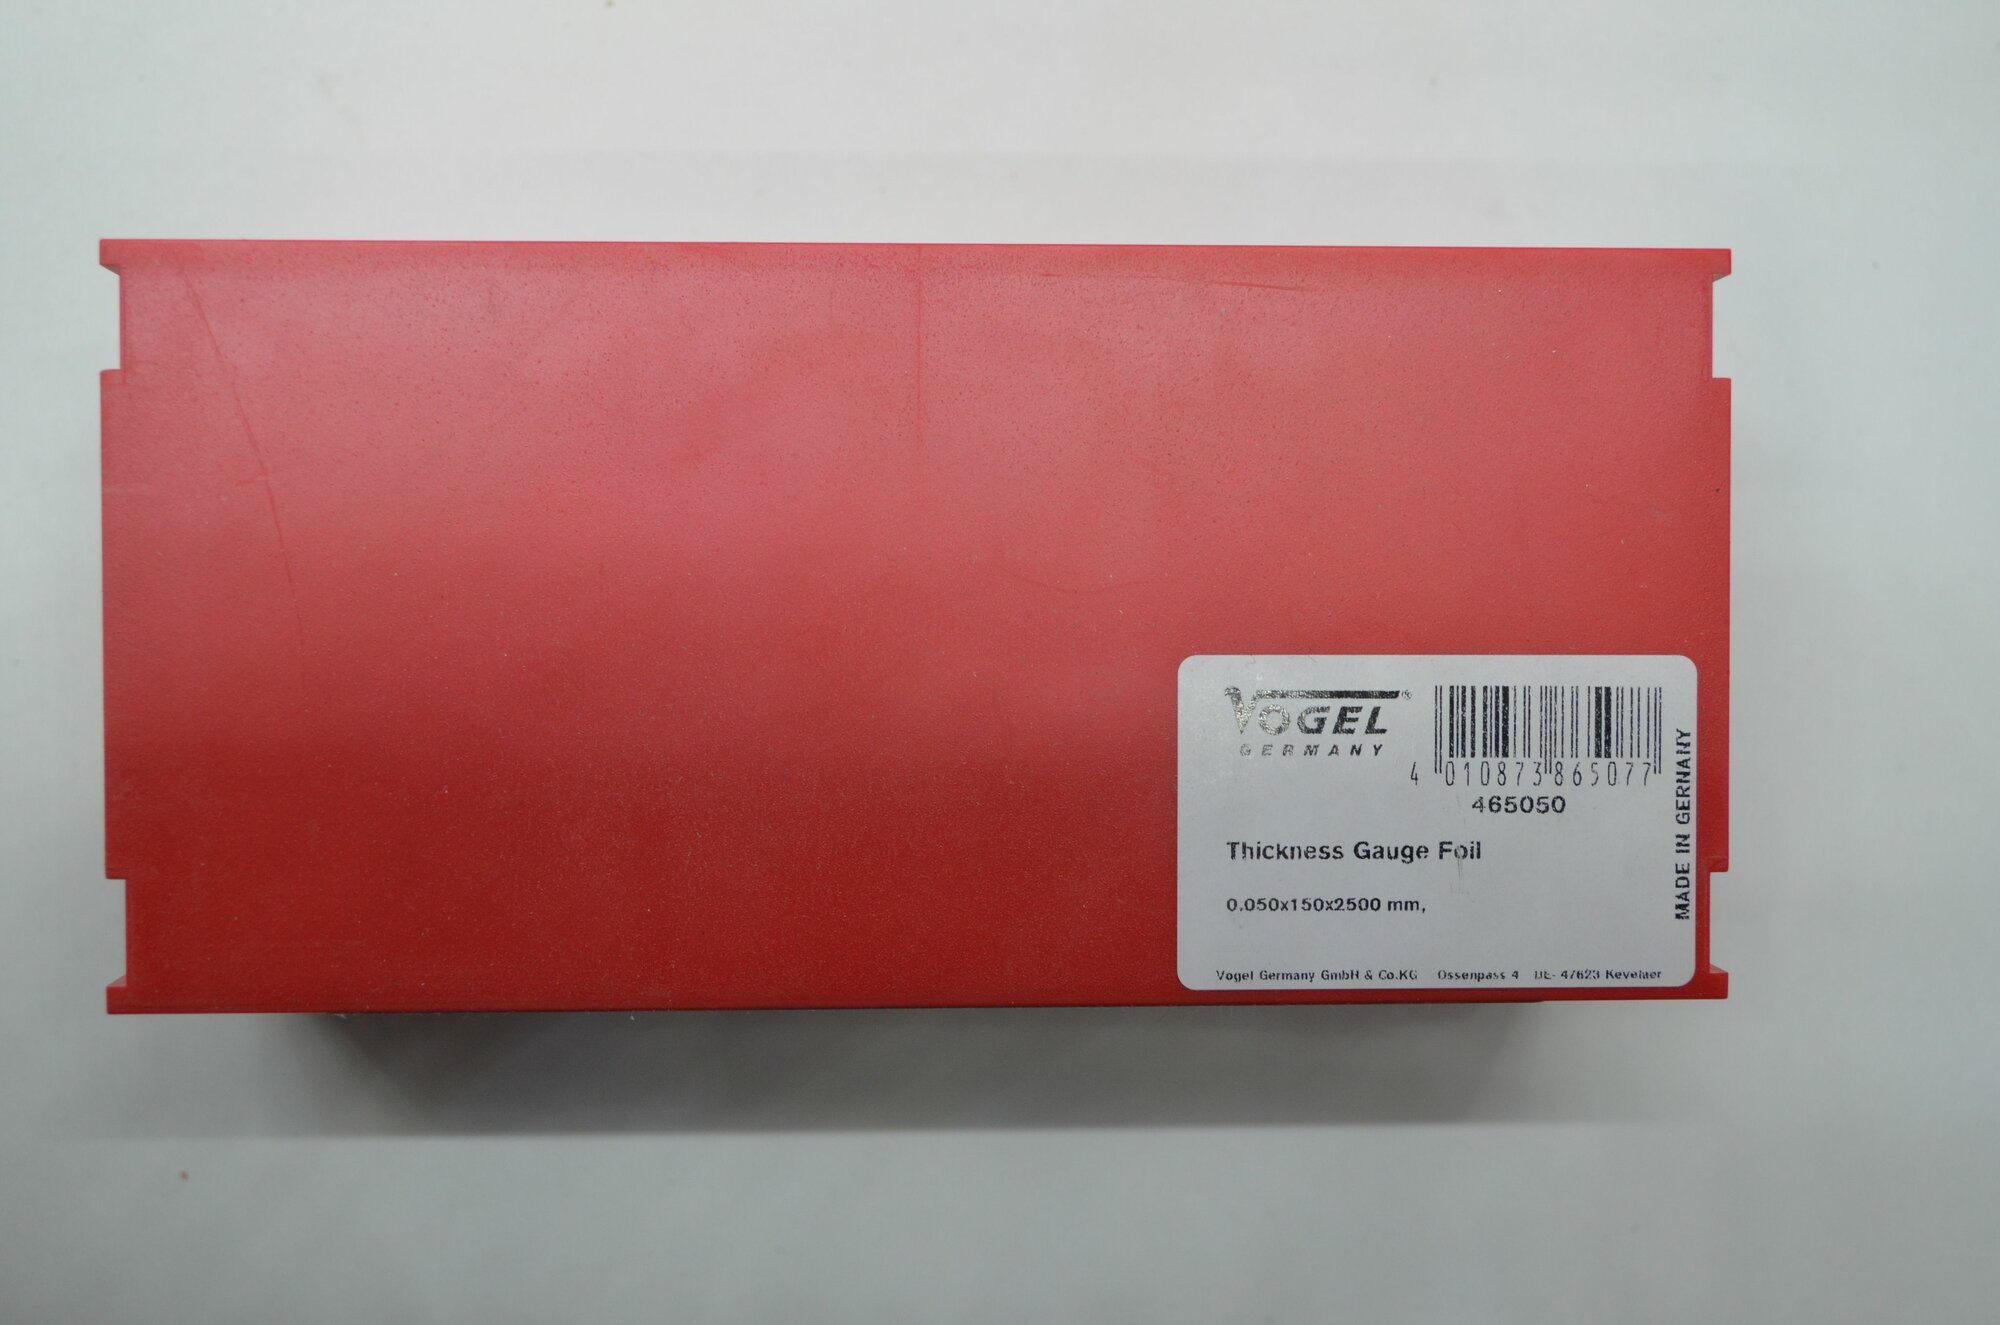 VOGEL®
GERMANY
4 010873 865077
465050
Thickness Gauge Foil
0.050x150x2500 mm,
MADE IN GERNANY
Vogel Germany GmbH & Co.KG Ossenpass 4 DE- 47623 Kevelaer